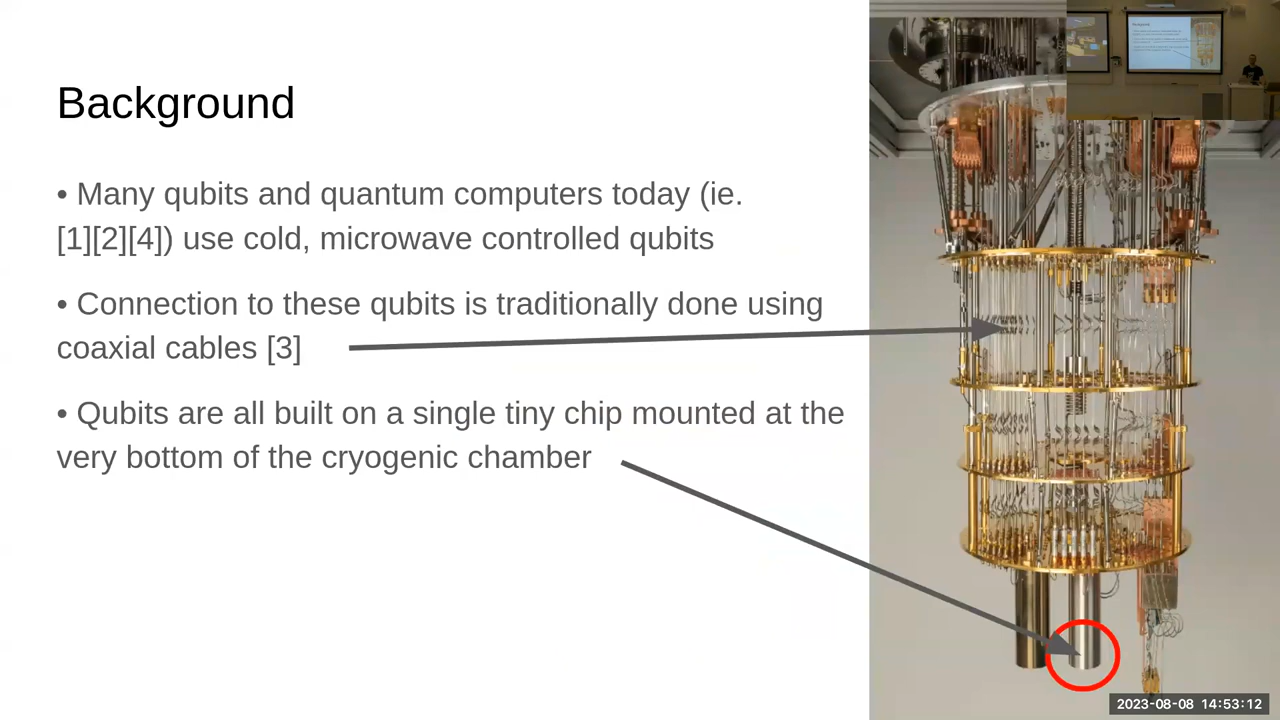 Background
• Many qubits and quantum computers today (ie.
[1][2][4]) use cold, microwave controlled qubits
• Connection to these qubits is traditionally done using
coaxial cables [3]
• Qubits are all built on a single tiny chip mounted at the
very bottom of the cryogenic chamber
2023-08-08 14:53:12